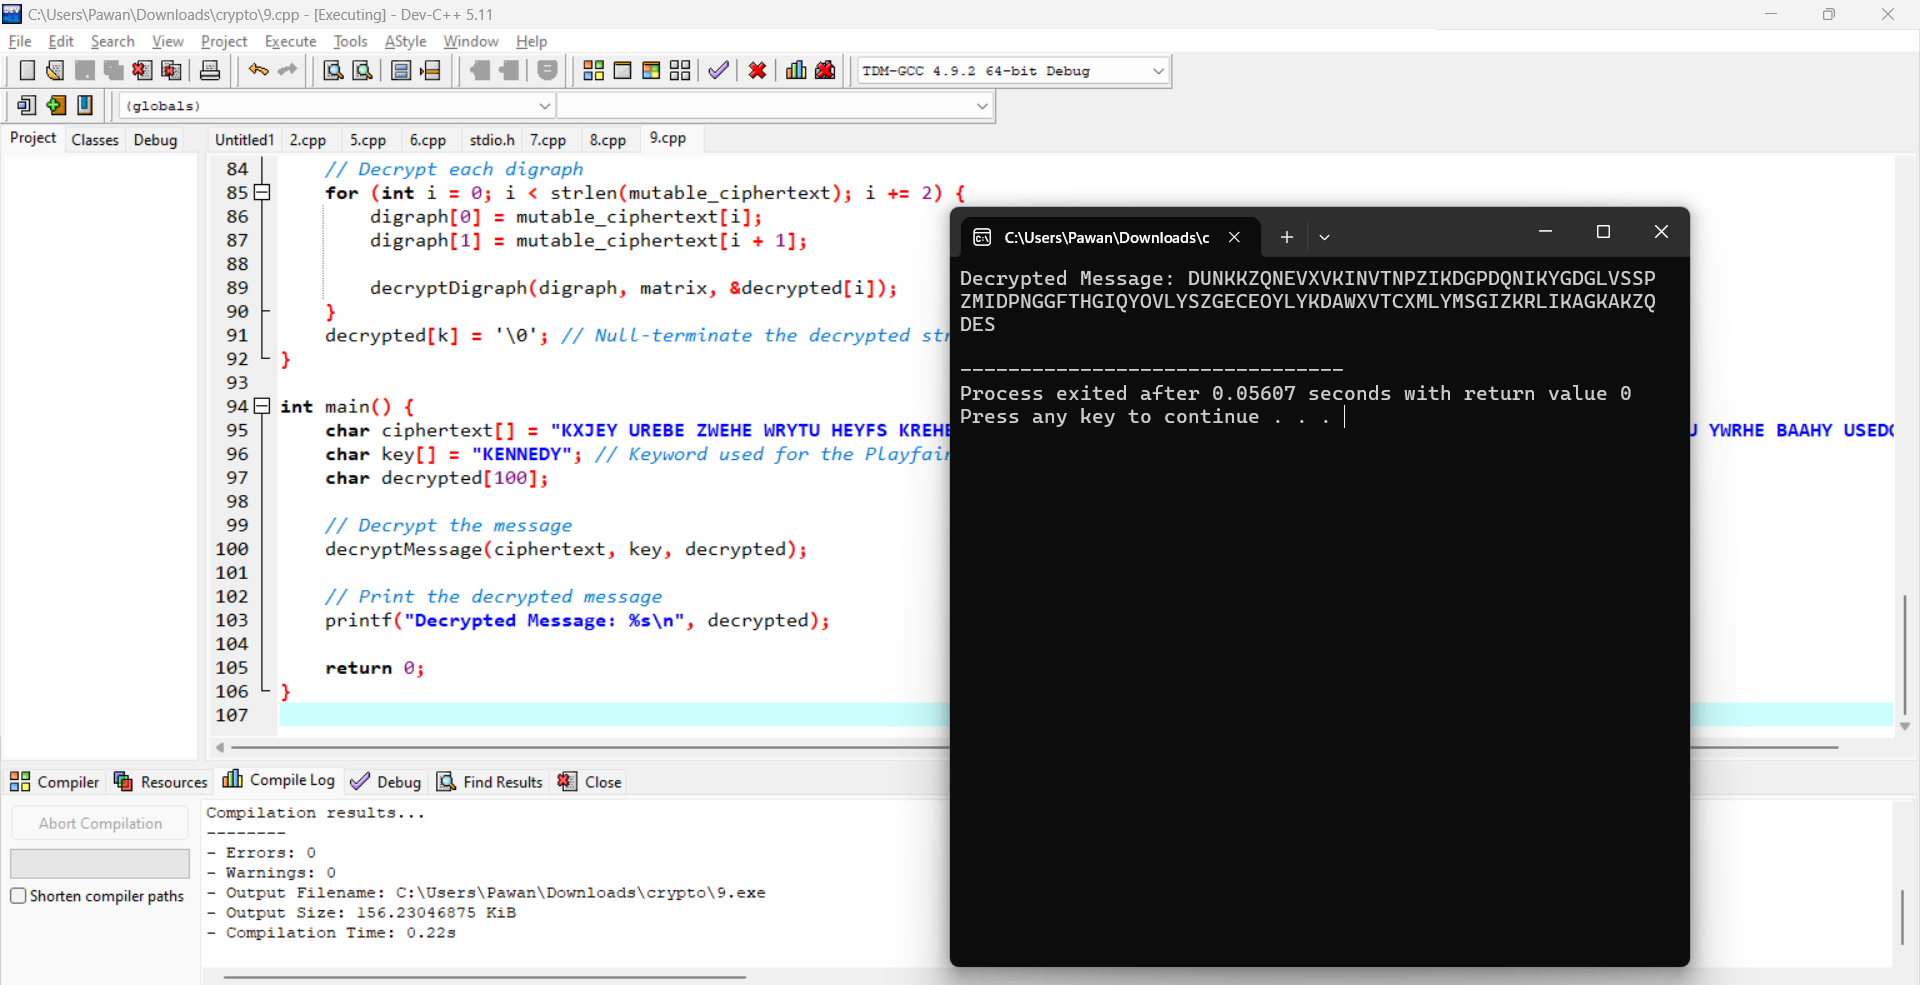 C:\Users\Pawan\Downloads\crypto\9.cpp - [Executing] - Dev-C++ 5.11
File Edit Search View Project Execute Tools AStyle Window Help
TDM-GCC 4.9.2 64-bit Debug
(globals)
Project Classes Debug
Untitled1 2.cpp 5.cpp 6.cpp stdio.h 7.cpp 8.cpp 9.cpp
84 // Decrypt each digraph
85 for (int i = 0; i < strlen(mutable_ciphertext); i += 2) {
86 digraph[0] = mutable_ciphertext[i];
87 digraph[1] = mutable_ciphertext[i + 1];
88
89 decryptDigraph(digraph, matrix, &decrypted[i]);
90 }
91 decrypted[k] = '\0'; // Null-terminate the decrypted str
92 }
93
94 int main() {
95 char ciphertext[] = "KXJEY UREBE ZWEHE WRYTU HEYFS KREHE J YWRHE BAAHY USEDO
96 char key[] = "KENNEDY"; // Keyword used for the Playfair
97 char decrypted[100];
98
99 // Decrypt the message
100 decryptMessage(ciphertext, key, decrypted);
101
102 // Print the decrypted message
103 printf("Decrypted Message: %s\n", decrypted);
104
105 return 0;
106 }
107
C:\Users\Pawan\Downloads\c
Decrypted Message: DUNKKZQNEVXVKINVTNPZIKDGPDQNIKYGDGLVSSP
ZMIDPNGGFTHGIQYOVLYSZGECEOYLYKDAWXVTCXMLYMSGIZKRLIKAGKAKZQ
DES
--------------------------------
Process exited after 0.05607 seconds with return value 0
Press any key to continue . . .
Compiler Resources Compile Log Debug Find Results Close
Abort Compilation
Shorten compiler paths
Compilation results...
--------
- Errors: 0
- Warnings: 0
- Output Filename: C:\Users\Pawan\Downloads\crypto\9.exe
- Output Size: 156.23046875 KiB
- Compilation Time: 0.22s